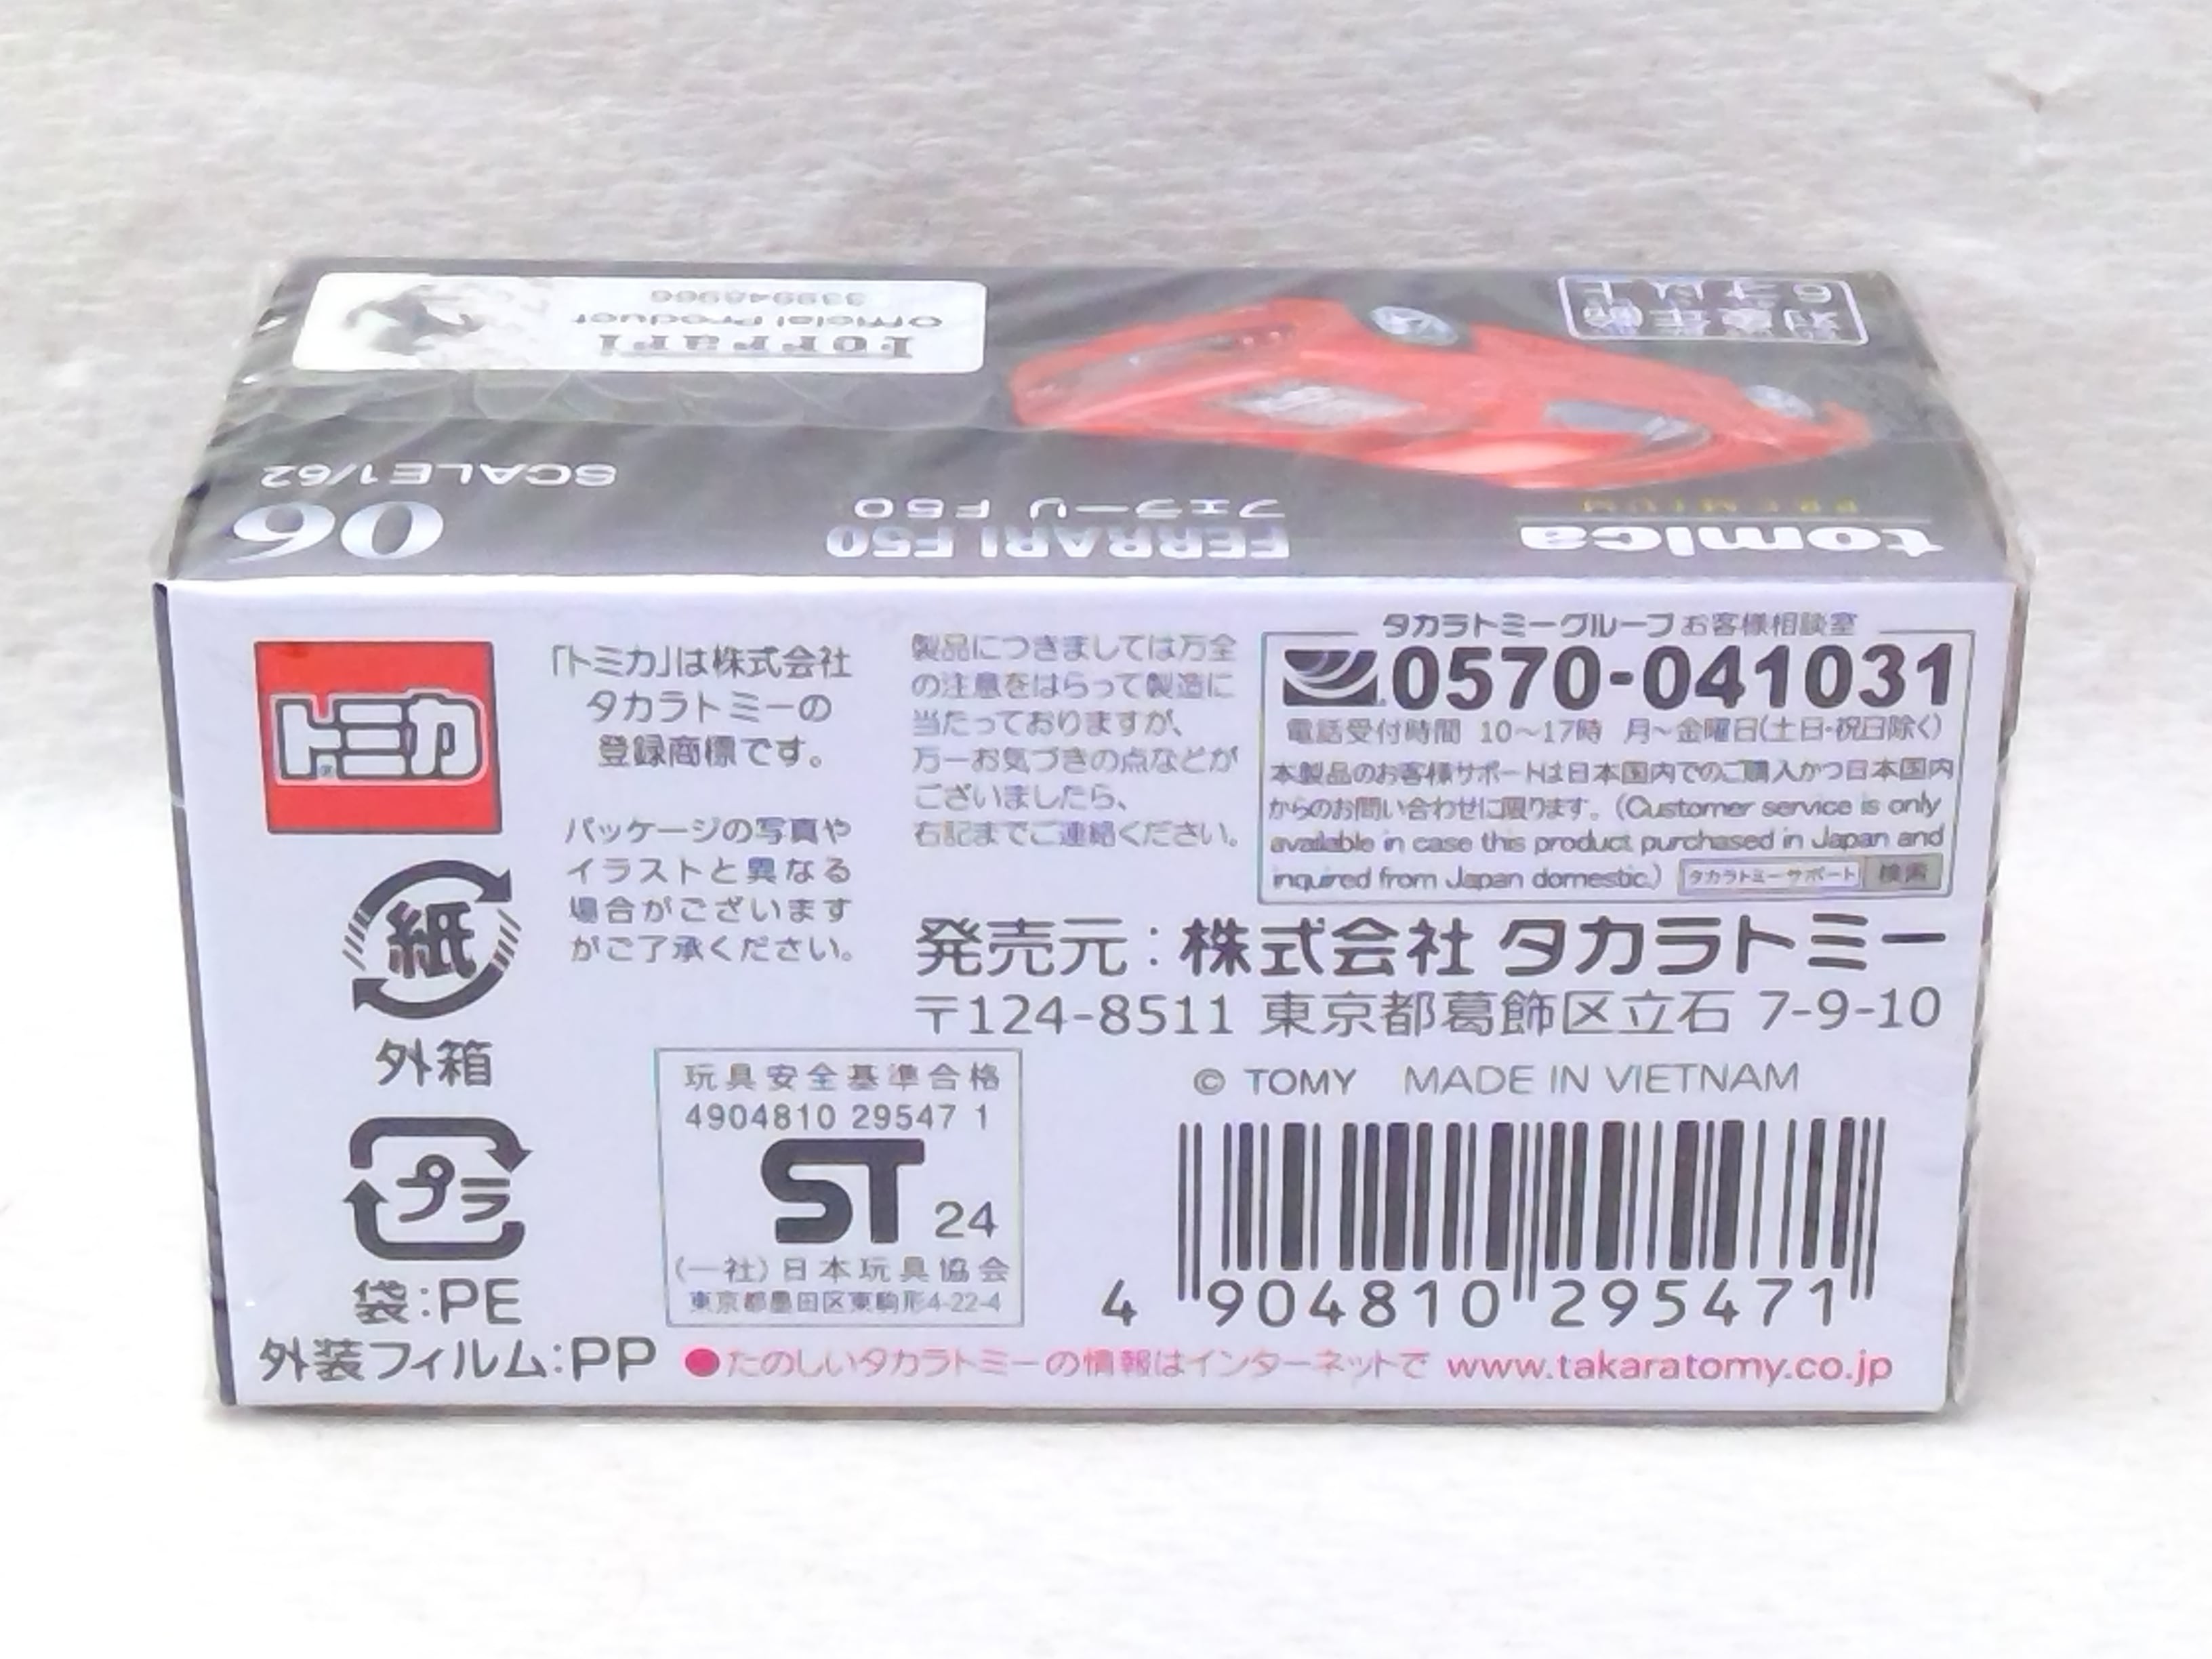 tomica
PREMIUM
FERRARI F50
フェラーリ F50
06
SCALE1/62
対象年齢
6才以上
Ferrari
Official Product
トミカ
「トミカ」は株式会社
タカラトミーの
登録商標です。
パッケージの写真や
イラストと異なる
場合がございます
がご了承ください。
製品につきましては万全
の注意をはらって製造に
当たっておりますが、
万一お気づきの点などが
ございましたら、
右記までご連絡ください。
タカラトミーグループお客様相談室
0570-041031
電話受付時間 10～17時 月～金曜日(土日・祝日除く)
本製品のお客様サポートは日本国内でのご購入かつ日本国内
からのお問い合わせに限ります。(Customer service is only
available in case this product purchased in Japan and
inquired from Japan domestic.) タカラトミーサポート 検索
発売元：株式会社 タカラトミー
〒124-8511 東京都葛飾区立石 7-9-10
© TOMY MADE IN VIETNAM
紙
外箱
プラ
袋：PE
外装フィルム：PP
玩具安全基準合格
4904810 29547 1
ST 24
(一社)日本玩具協会
東京都墨田区東駒形4-22-4
4 904810 295471
●たのしいタカラトミーの情報はインターネットで www.takaratomy.co.jp